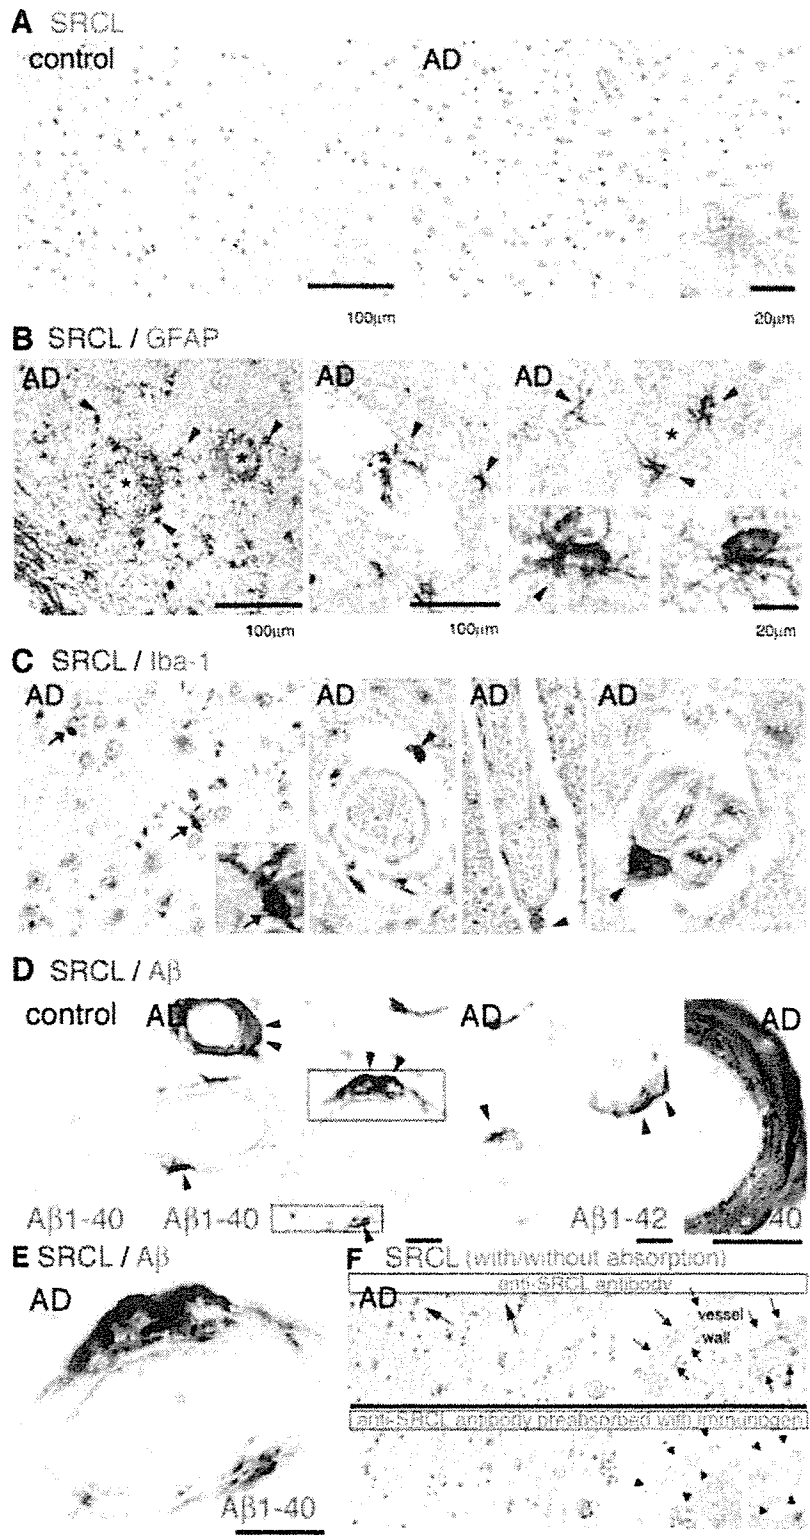 A SRCL
control AD
100µm 20µm
B SRCL / GFAP
AD AD AD
* * *
100µm 100µm 20µm
C SRCL / Iba-1
AD AD AD AD
D SRCL / Aβ
control AD AD AD
Aβ1-40 Aβ1-40 Aβ1-42 40
E SRCL / Aβ
AD
Aβ1-40
F SRCL (with/without absorption)
anti-SRCL antibody
AD
vessel
wall
anti-SRCL antibody preabsorbed with immunogen